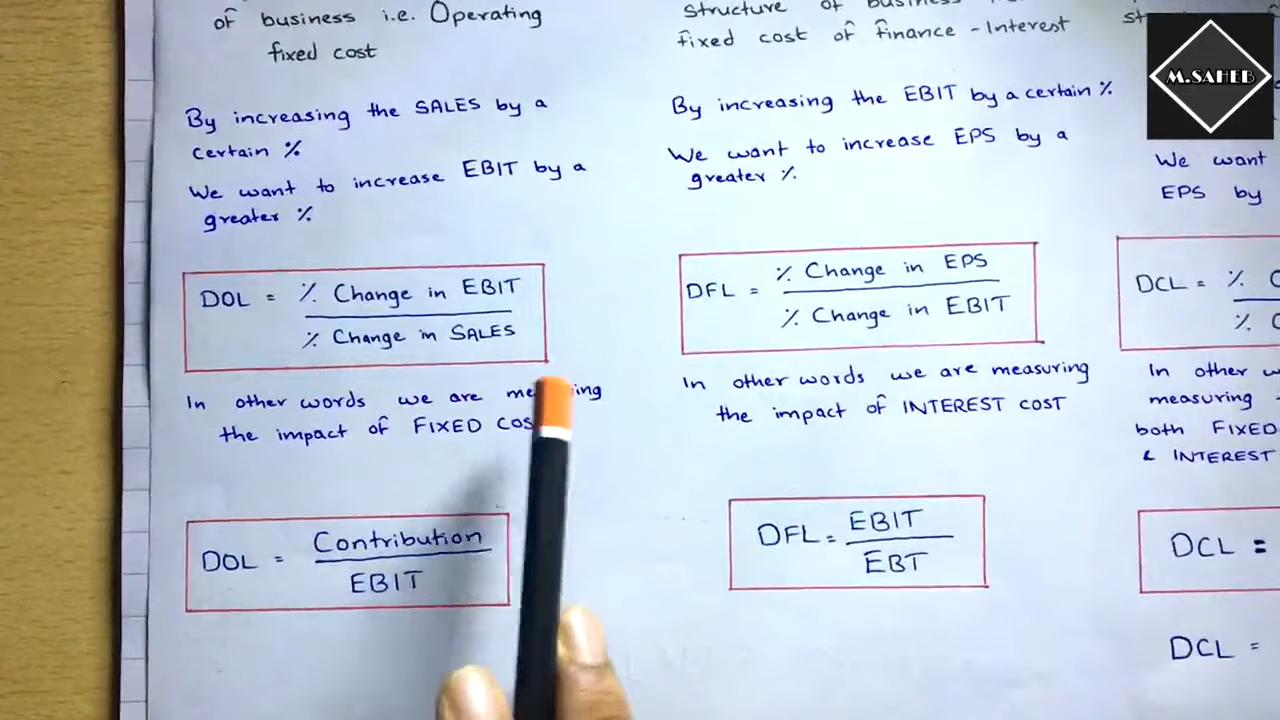 of business i.e. Operating
fixed cost
By increasing the SALES by a
certain %
We want to increase EBIT by a
greater %
DOL = % Change in EBIT
% Change in SALES
In other words we are
the impact of FIXED
DOL = Contribution
EBIT
structure of business
fixed cost of finance - Interest
By increasing the EBIT by a certain %
We want to increase EPS by a
greater %.
DFL = % Change in EPS
% Change in EBIT
In other words we are measuring
the impact of INTEREST COST
DFL = EBIT
EBT
M.SAHEB
We want
EPS by
DCL = %
%
In other
measuring
both FIXED
& INTEREST
DCL =
DCL =